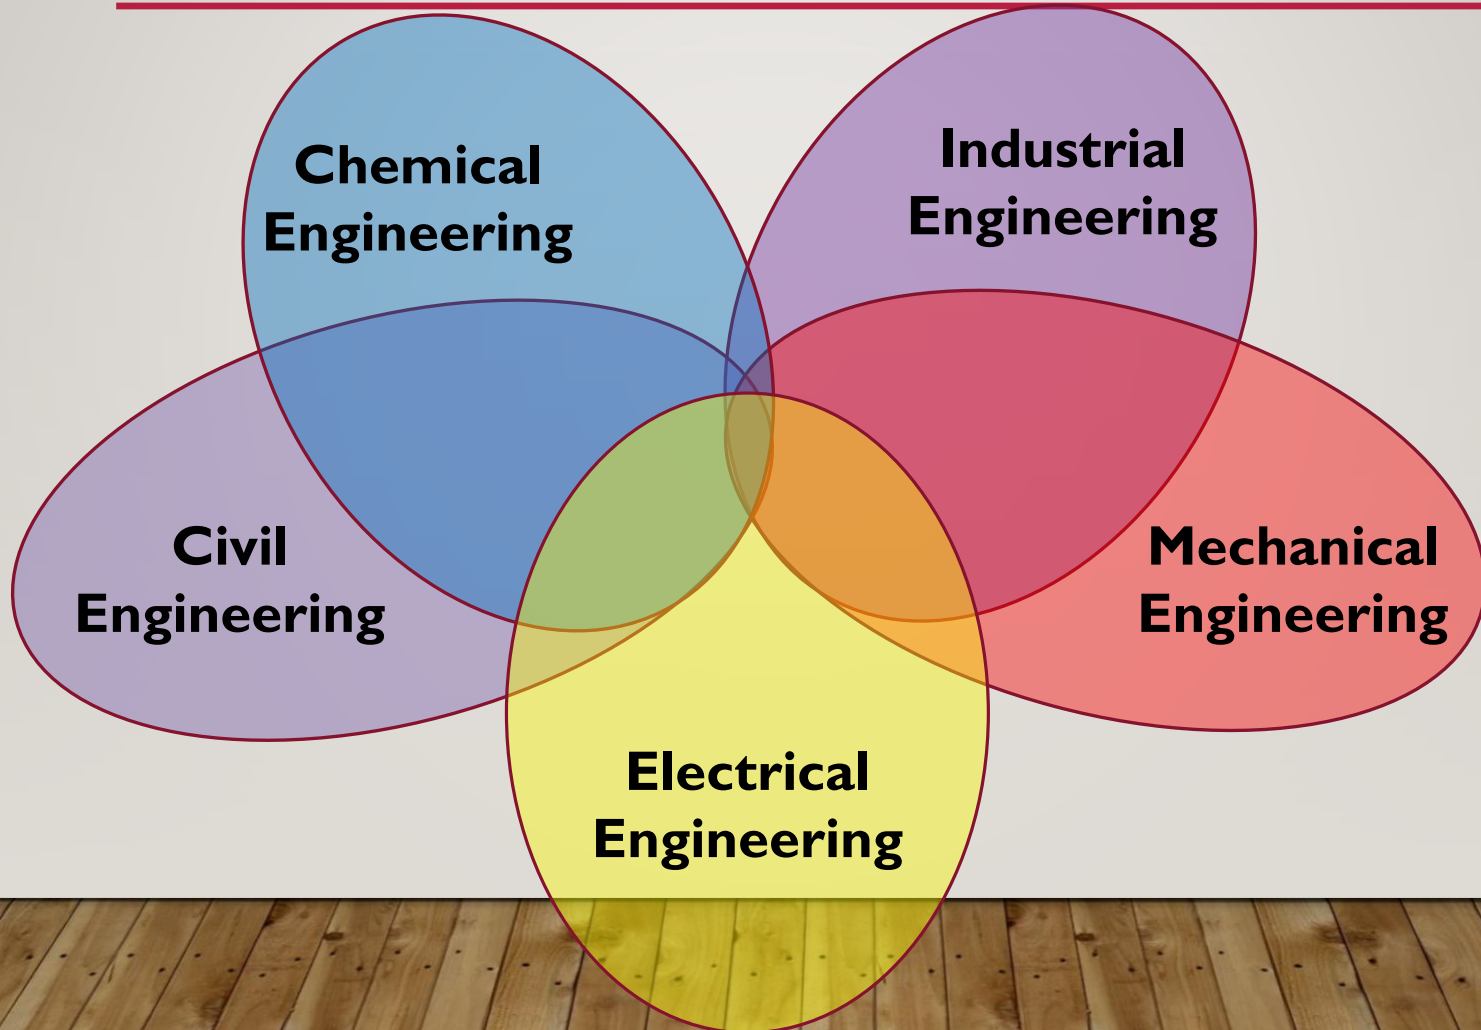 Chemical
Engineering
Industrial
Engineering
Civil
Engineering
Mechanical
Engineering
Electrical
Engineering